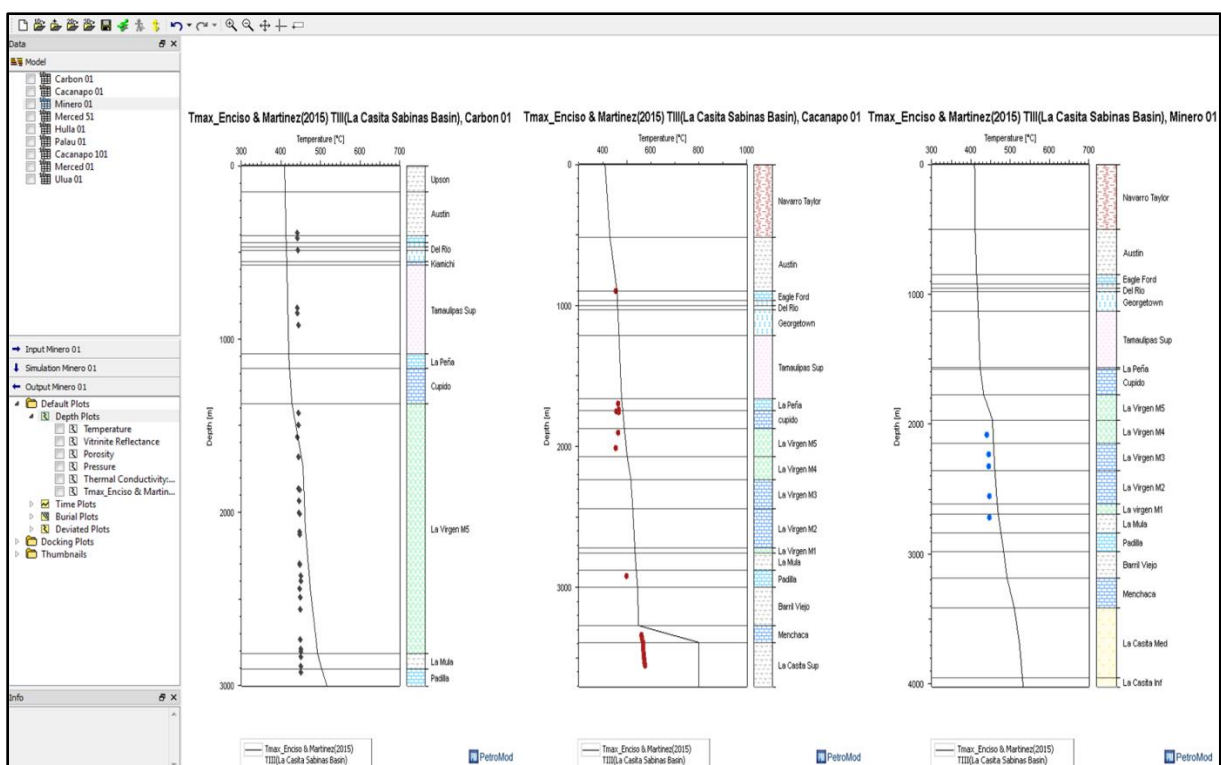 Data
Model
Carbon 01
Cacanapo 01
Minero 01
Merced 51
Hulla 01
Palau 01
Cacanapo 101
Merced 01
Ulua 01
Input Minero 01
Simulation Minero 01
Output Minero 01
Default Plots
Depth Plots
Temperature
Vitrinite Reflectance
Porosity
Pressure
Thermal Conductivity:...
Tmax_Enciso & Martin...
Time Plots
Burial Plots
Deviated Plots
Docking Plots
Thumbnails
Info
Tmax_Enciso & Martinez(2015) TIII(La Casita Sabinas Basin), Carbon 01
Temperature [°C]
300 400 500 600 700
0
1000
2000
3000
Upson
Austin
Del Rio
Kiamichi
Tamaulipas Sup
La Peña
Cupido
La Virgen M5
La Mula
Padilla
Tmax_Enciso & Martinez(2015)
TIII(La Casita Sabinas Basin)
PetroMod
Tmax_Enciso & Martinez(2015) TIII(La Casita Sabinas Basin), Cacanapo 01
Temperature [°C]
400 600 800 1000
Depth [m]
0
1000
2000
3000
Navarro Taylor
Austin
Eagle Ford
Del Rio
Georgetown
Tamaulipas Sup
La Peña
cupido
La Virgen M5
La Virgen M4
La Virgen M3
La Virgen M2
La Virgen M1
La Mula
Padilla
Barril Viejo
Menchaca
La Casita Sup
Tmax_Enciso & Martinez(2015)
TIII(La Casita Sabinas Basin)
PetroMod
Tmax_Enciso & Martinez(2015) TIII(La Casita Sabinas Basin), Minero 01
Temperature [°C]
300 400 500 600 700
Depth [m]
0
1000
2000
3000
4000
Navarro Taylor
Austin
Eagle Ford
Del Rio
Georgetown
Tamaulipas Sup
La Peña
Cupido
La Virgen M5
La Virgen M4
La Virgen M3
La Virgen M2
La virgen M1
La Mula
Padilla
Barril Viejo
Menchaca
La Casita Med
La Casita Inf
Tmax_Enciso & Martinez(2015)
TIII(La Casita Sabinas Basin)
PetroMod